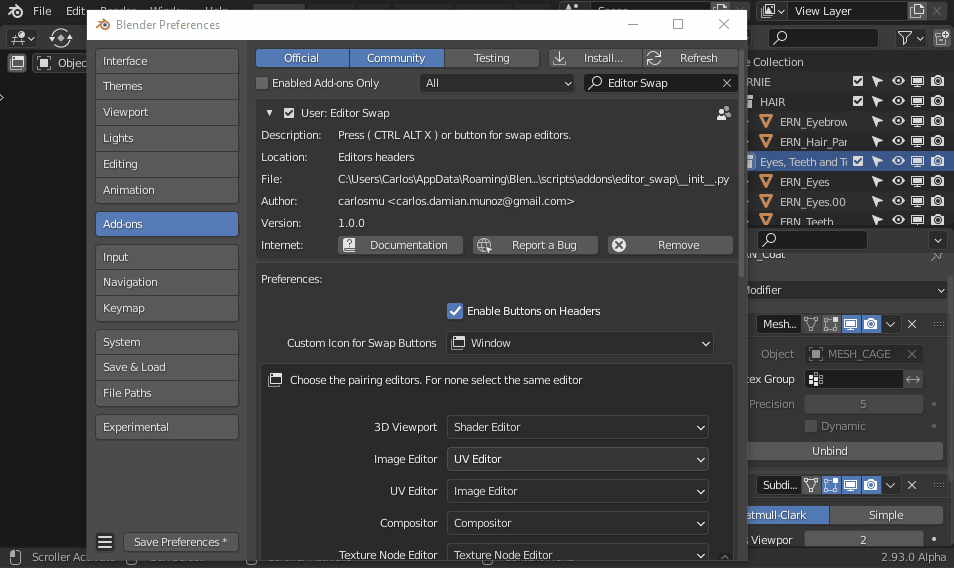 File Edit Render Window Help
Scene
View Layer
Blender Preferences
Interface
Themes
Viewport
Lights
Editing
Animation
Add-ons
Input
Navigation
Keymap
System
Save & Load
File Paths
Experimental
Save Preferences *
Official Community Testing Install... Refresh
Enabled Add-ons Only All Editor Swap
User: Editor Swap
Description: Press ( CTRL ALT X ) or button for swap editors.
Location: Editors headers
File: C:\Users\Carlos\AppData\Roaming\Blen...\scripts\addons\editor_swap\__init__.py
Author: carlosmu <carlos.damian.munoz@gmail.com>
Version: 1.0.0
Internet: Documentation Report a Bug Remove
Preferences:
Enable Buttons on Headers
Custom Icon for Swap Buttons Window
Choose the pairing editors. For none select the same editor
3D Viewport Shader Editor
Image Editor UV Editor
UV Editor Image Editor
Compositor Compositor
Texture Node Editor Texture Node Editor
Objec
e Collection
RNIE
HAIR
ERN_Eyebrow
ERN_Hair_Par
Eyes, Teeth and To
ERN_Eyes
ERN_Eyes.00
ERN_Teeth
N_Coat
Modifier
Mesh...
Object MESH_CAGE
tex Group
Precision 5
Dynamic
Unbind
Subdi...
atmull-Clark Simple
s Viewpor 2
Scroller Activate
2.93.0 Alpha